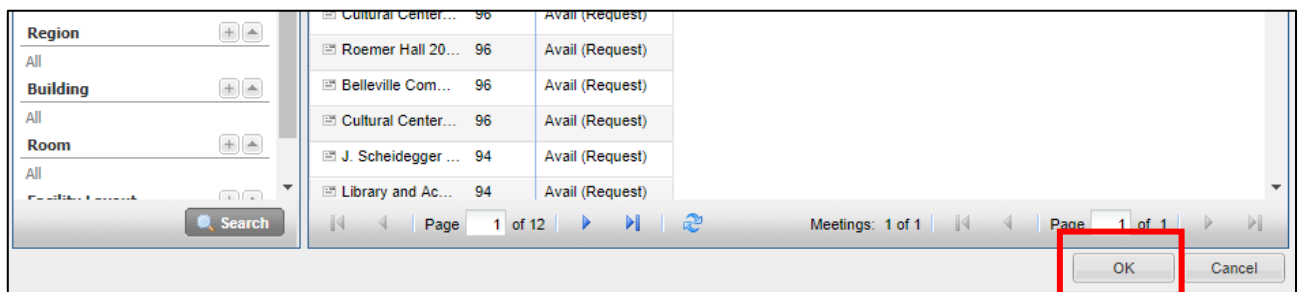 Region
All
Building
All
Room
All
Facility Layout
Search
Cultural Center... 96 Avail (Request)
Roemer Hall 20... 96 Avail (Request)
Belleville Com... 96 Avail (Request)
Cultural Center... 96 Avail (Request)
J. Scheidegger ... 94 Avail (Request)
Library and Ac... 94 Avail (Request)
Page 1 of 12 Meetings: 1 of 1 Page 1 of 1
OK Cancel